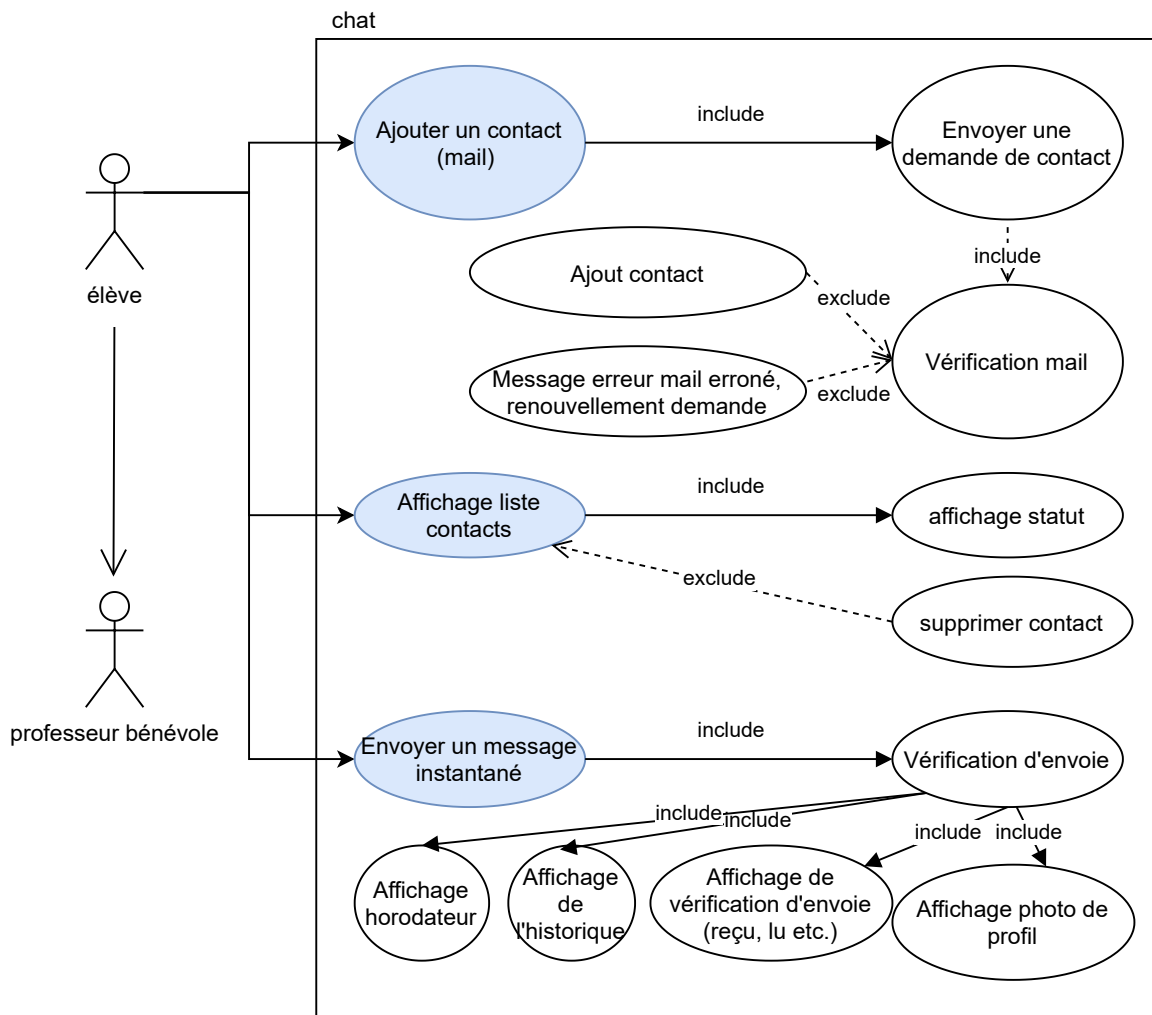 chat
Ajouter un contact
(mail)
include
Envoyer une
demande de contact
include
élève
Ajout contact
exclude
Vérification mail
Message erreur mail erroné,
renouvellement demande
exclude
Affichage liste
contacts
include
affichage statut
exclude
supprimer contact
professeur bénévole
Envoyer un message
instantané
include
Vérification d'envoie
include
include
include
include
Affichage
horodateur
Affichage
de
l'historique
Affichage de
vérification d'envoie
(reçu, lu etc.)
Affichage photo de
profil